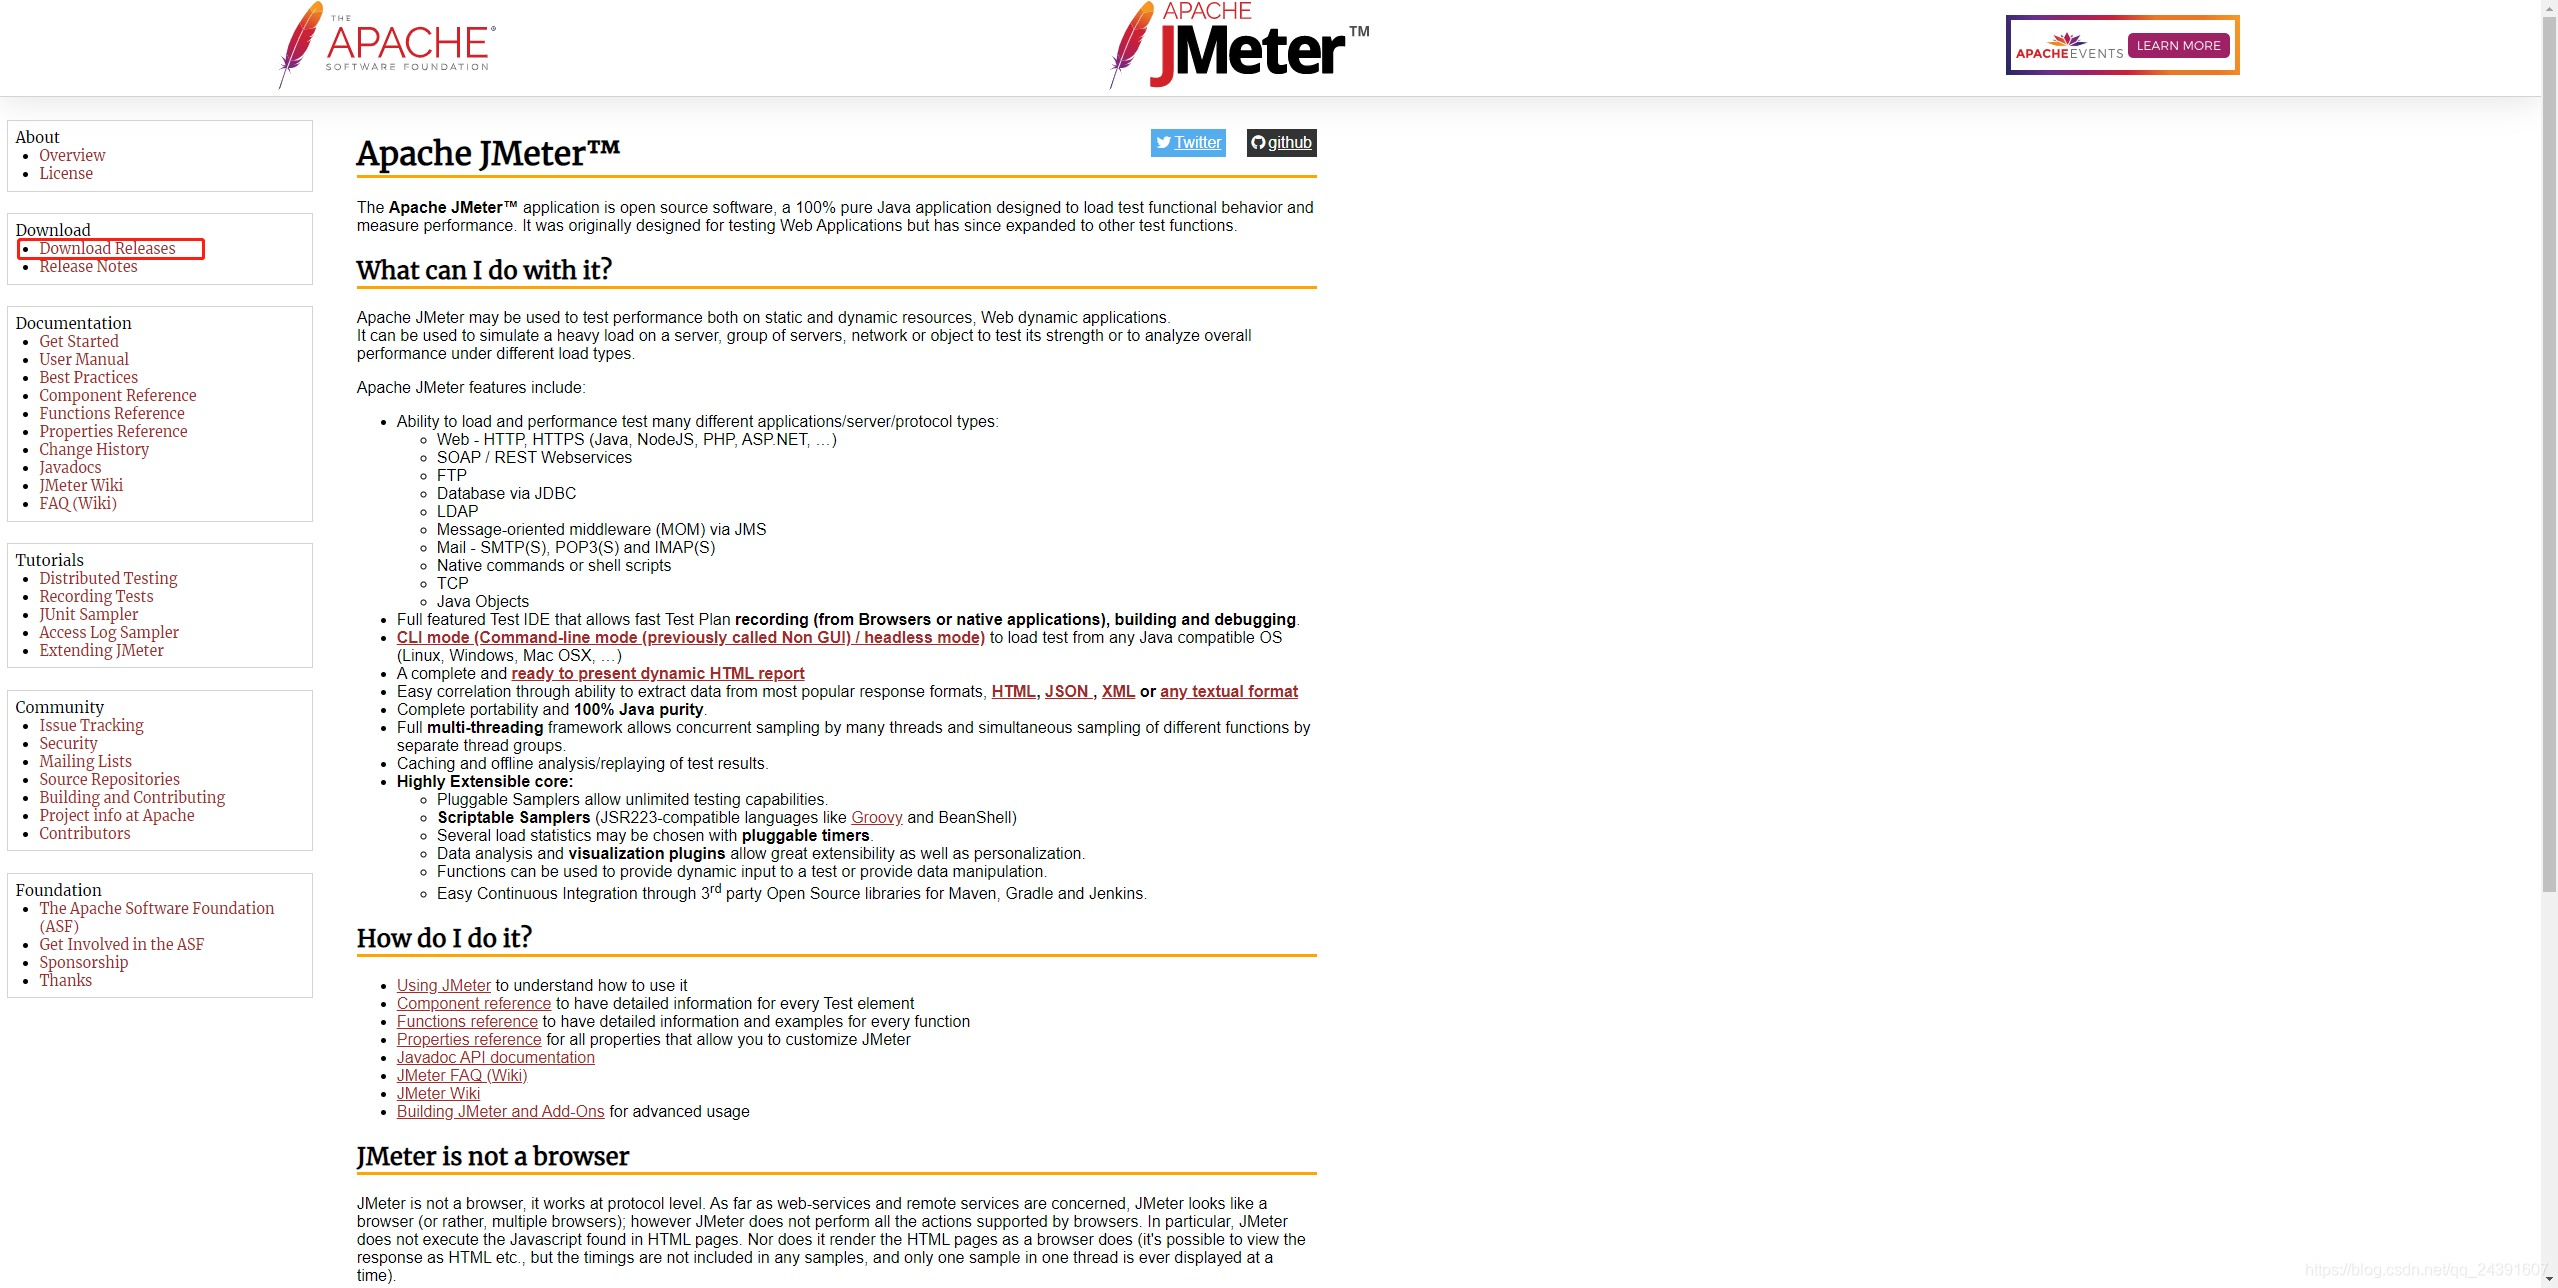 THE
APACHE®
SOFTWARE FOUNDATION
APACHE
JMeter™
APACHEEVENTS
LEARN MORE
About
Overview
License
Download
Download Releases
Release Notes
Documentation
Get Started
User Manual
Best Practices
Component Reference
Functions Reference
Properties Reference
Change History
Javadocs
JMeter Wiki
FAQ (Wiki)
Tutorials
Distributed Testing
Recording Tests
JUnit Sampler
Access Log Sampler
Extending JMeter
Community
Issue Tracking
Security
Mailing Lists
Source Repositories
Building and Contributing
Project info at Apache
Contributors
Foundation
The Apache Software Foundation
(ASF)
Get Involved in the ASF
Sponsorship
Thanks
Apache JMeter™
Twitter
github
The Apache JMeter™ application is open source software, a 100% pure Java application designed to load test functional behavior and
measure performance. It was originally designed for testing Web Applications but has since expanded to other test functions.
What can I do with it?
Apache JMeter may be used to test performance both on static and dynamic resources, Web dynamic applications.
It can be used to simulate a heavy load on a server, group of servers, network or object to test its strength or to analyze overall
performance under different load types.
Apache JMeter features include:
Ability to load and performance test many different applications/server/protocol types:
Web - HTTP, HTTPS (Java, NodeJS, PHP, ASP.NET, …)
SOAP / REST Webservices
FTP
Database via JDBC
LDAP
Message-oriented middleware (MOM) via JMS
Mail - SMTP(S), POP3(S) and IMAP(S)
Native commands or shell scripts
TCP
Java Objects
Full featured Test IDE that allows fast Test Plan recording (from Browsers or native applications), building and debugging.
CLI mode (Command-line mode (previously called Non GUI) / headless mode) to load test from any Java compatible OS
(Linux, Windows, Mac OSX, …)
A complete and ready to present dynamic HTML report
Easy correlation through ability to extract data from most popular response formats, HTML, JSON , XML or any textual format
Complete portability and 100% Java purity.
Full multi-threading framework allows concurrent sampling by many threads and simultaneous sampling of different functions by
separate thread groups.
Caching and offline analysis/replaying of test results.
Highly Extensible core:
Pluggable Samplers allow unlimited testing capabilities.
Scriptable Samplers (JSR223-compatible languages like Groovy and BeanShell)
Several load statistics may be chosen with pluggable timers.
Data analysis and visualization plugins allow great extensibility as well as personalization.
Functions can be used to provide dynamic input to a test or provide data manipulation.
Easy Continuous Integration through 3rd party Open Source libraries for Maven, Gradle and Jenkins.
How do I do it?
Using JMeter to understand how to use it
Component reference to have detailed information for every Test element
Functions reference to have detailed information and examples for every function
Properties reference for all properties that allow you to customize JMeter
Javadoc API documentation
JMeter FAQ (Wiki)
JMeter Wiki
Building JMeter and Add-Ons for advanced usage
JMeter is not a browser
JMeter is not a browser, it works at protocol level. As far as web-services and remote services are concerned, JMeter looks like a
browser (or rather, multiple browsers); however JMeter does not perform all the actions supported by browsers. In particular, JMeter
does not execute the Javascript found in HTML pages. Nor does it render the HTML pages as a browser does (it's possible to view the
response as HTML etc., but the timings are not included in any samples, and only one sample in one thread is ever displayed at a
time).
https://blog.csdn.net/qq_24391607